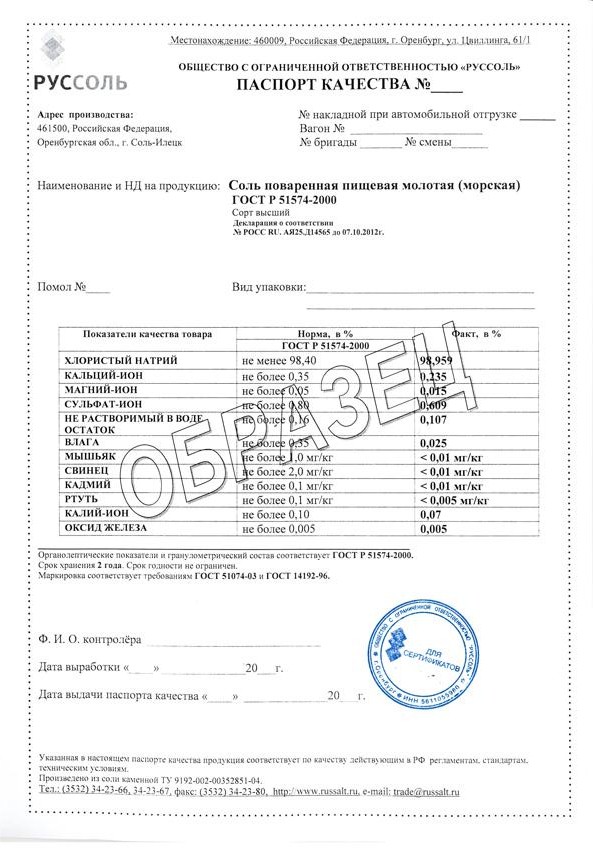 Местонахождение: 460009, Российская Федерация, г. Оренбург, ул. Цвиллинга, 61/1
РУССОЛЬ
ОБЩЕСТВО С ОГРАНИЧЕННОЙ ОТВЕТСТВЕННОСТЬЮ «РУССОЛЬ»
ПАСПОРТ КАЧЕСТВА №____
Адрес производства:
461500, Российская Федерация,
Оренбургская обл., г. Соль-Илецк
№ накладной при автомобильной отгрузке ______
Вагон № ______________________
№ бригады _______ № смены______
Наименование и НД на продукцию: Соль поваренная пищевая молотая (морская)
ГОСТ Р 51574-2000
Сорт высший
Декларация о соответствии
№ РОСС RU. АЯ25.Д14565 до 07.10.2012г.
Помол №____ Вид упаковки:______________________
Показатели качества товара Норма, в % Факт, в %
ГОСТ Р 51574-2000
ХЛОРИСТЫЙ НАТРИЙ не менее 98,40 98,959
КАЛЬЦИЙ-ИОН не более 0,35 0,235
МАГНИЙ-ИОН не более 0,05 0,015
СУЛЬФАТ-ИОН не более 0,80 0,609
НЕ РАСТВОРИМЫЙ В ВОДЕ ОСТАТОК не более 0,16 0,107
ВЛАГА не более 0,35 0,025
МЫШЬЯК не более 1,0 мг/кг < 0,01 мг/кг
СВИНЕЦ не более 2,0 мг/кг < 0,01 мг/кг
КАДМИЙ не более 0,1 мг/кг < 0,01 мг/кг
РТУТЬ не более 0,1 мг/кг < 0,005 мг/кг
КАЛИЙ-ИОН не более 0,10 0,07
ОКСИД ЖЕЛЕЗА не более 0,005 0,005
ОБРАЗЕЦ
Органолептические показатели и гранулометрический состав соответствует ГОСТ Р 51574-2000.
Срок хранения 2 года. Срок годности не ограничен.
Маркировка соответствует требованиям ГОСТ 51074-03 и ГОСТ 14192-96.
Ф. И. О. контролёра ______________________
Дата выработки «____» ____________20___г.
Дата выдачи паспорта качества «____» ____________20___г.
ОБЩЕСТВО С ОГРАНИЧЕННОЙ ОТВЕТСТВЕННОСТЬЮ "РУССОЛЬ"
ДЛЯ
СЕРТИФИКАТОВ
г. Оренбург
Указанная в настоящем паспорте качества продукция соответствует по качеству действующим в РФ регламентам, стандартам,
техническим условиям.
Произведено из соли каменной ТУ 9192-002-00352851-04.
Тел.: (3532) 34-23-66, 34-23-67, факс: (3532) 34-23-80, http://www.russalt.ru, e-mail: trade@russalt.ru